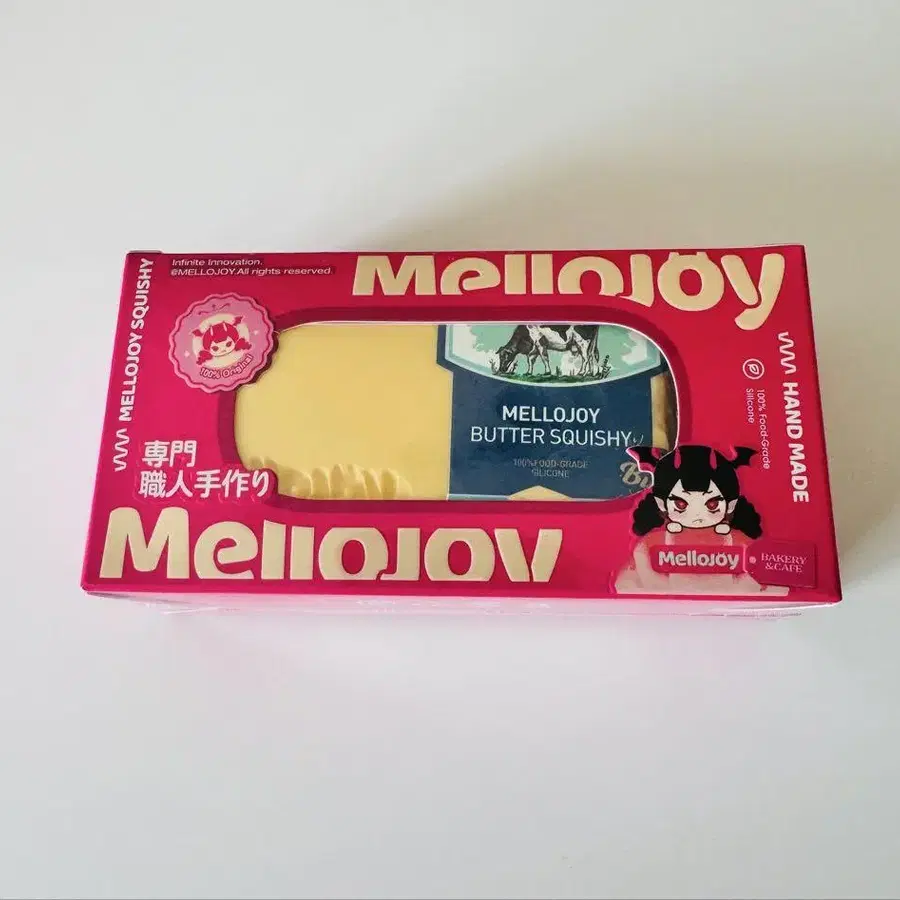 Infinite Innovation.
@MELLOJOY.All rights reserved
Mellojoy
MELLOJOY SQUISHY
100% Original
MELLOJOY
BUTTER SQUISHY
100% FOOD-GRADE
SILICONE
HAND MADE
100% Food-Grade
Silicone
専門
職人手作り
Mellojoy
Mellojoy
BAKERY
&CAFE